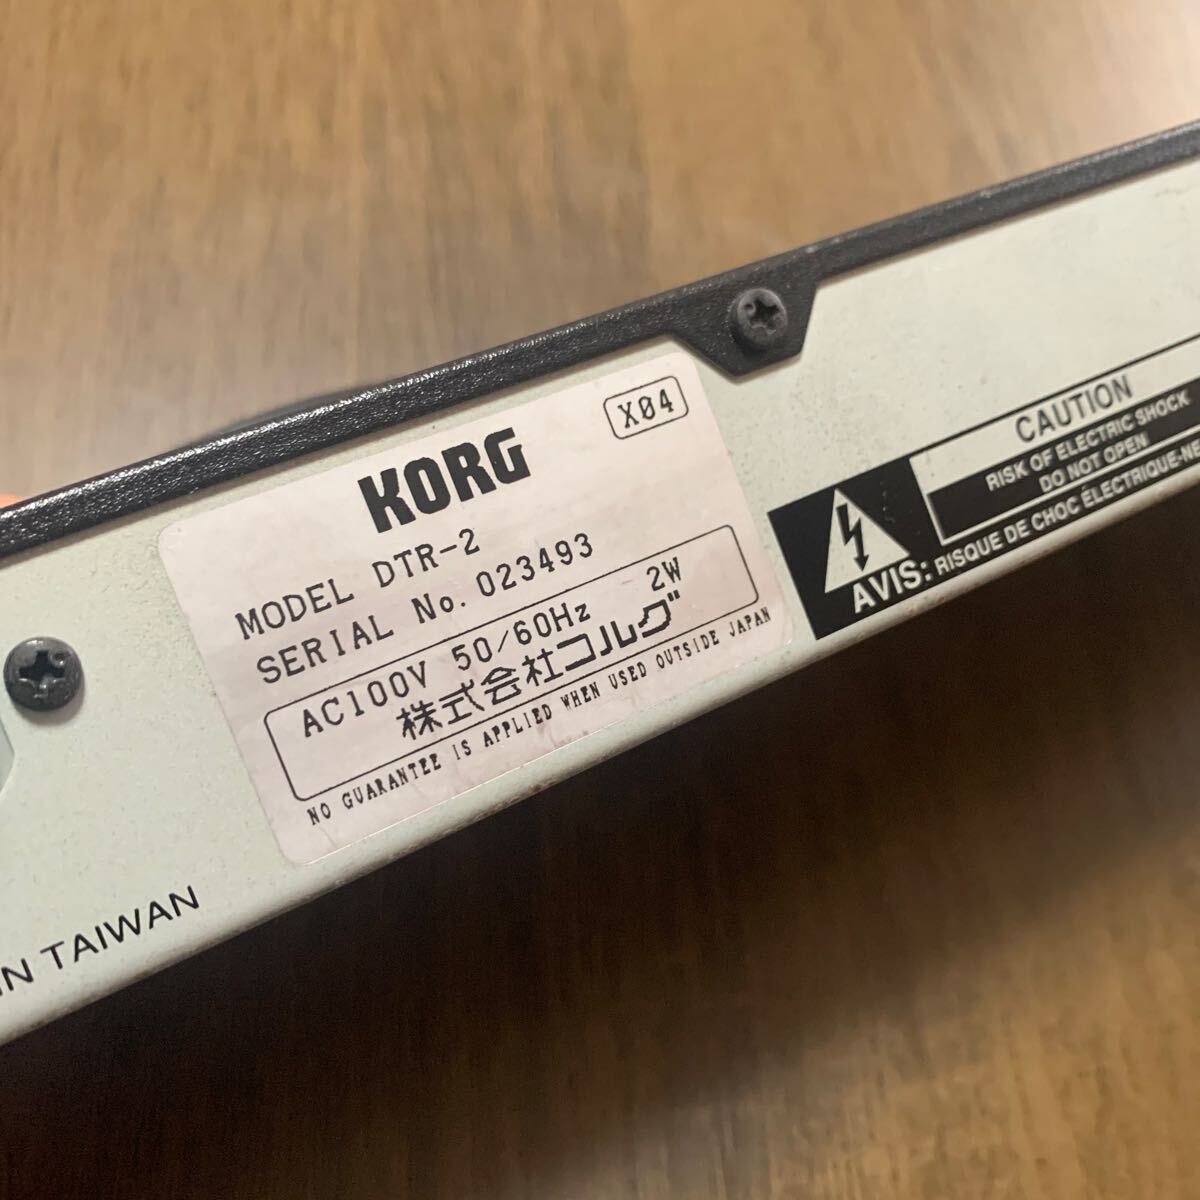 KORG
X04
MODEL DTR-2
SERIAL No. 023493
AC100V 50/60Hz 2W
株式会社コルグ
NO GUARANTEE IS APPLIED WHEN USED OUTSIDE JAPAN
CAUTION
RISK OF ELECTRIC SHOCK
DO NOT OPEN
AVIS: RISQUE DE CHOC ÉLECTRIQUE-NE
IN TAIWAN